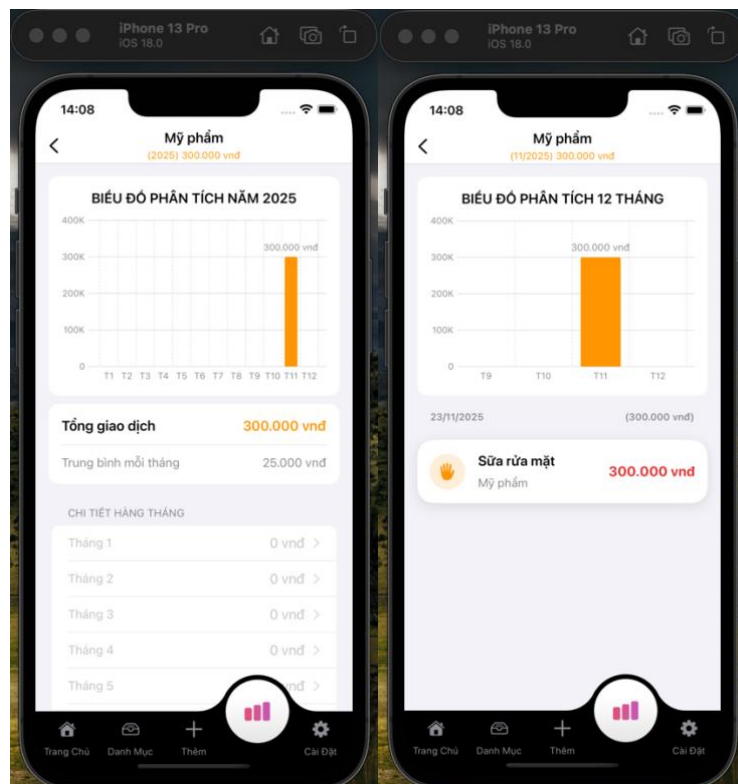 iPhone 13 Pro
iOS 18.0
14:08
Mỹ phẩm
(2025) 300.000 vnđ
BIỂU ĐỒ PHÂN TÍCH NĂM 2025
400K
300.000 vnđ
300K
200K
100K
0
T1 T2 T3 T4 T5 T6 T7 T8 T9 T10 T11 T12
Tổng giao dịch 300.000 vnđ
Trung bình mỗi tháng 25.000 vnđ
CHI TIẾT HÀNG THÁNG
Tháng 1 0 vnđ >
Tháng 2 0 vnđ >
Tháng 3 0 vnđ >
Tháng 4 0 vnđ >
Tháng 5 vnđ >
Trang Chủ Danh Mục Thêm Cài Đặt
iPhone 13 Pro
iOS 18.0
14:08
Mỹ phẩm
(11/2025) 300.000 vnđ
BIỂU ĐỒ PHÂN TÍCH 12 THÁNG
400K
300.000 vnđ
300K
200K
100K
0
T9 T10 T11 T12
23/11/2025 (300.000 vnđ)
Sữa rửa mặt
300.000 vnđ
Mỹ phẩm
Trang Chủ Danh Mục Thêm Cài Đặt